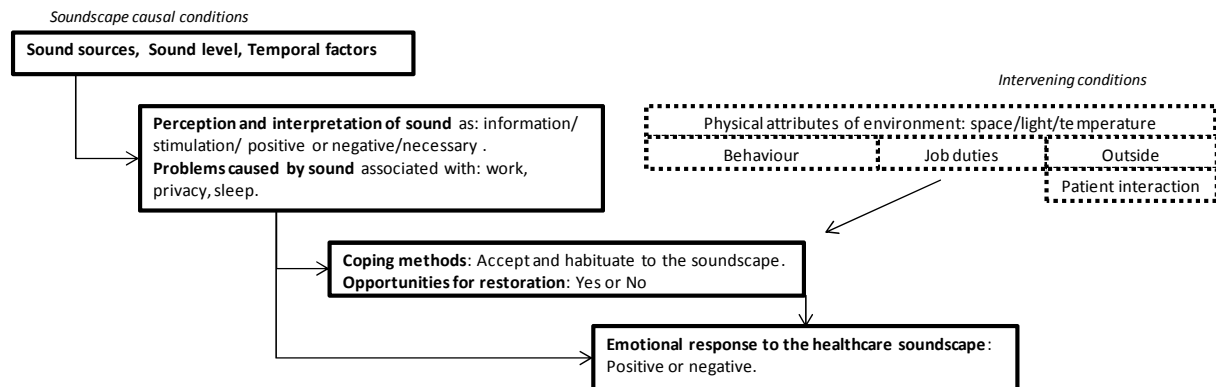 Soundscape causal conditions
Sound sources, Sound level, Temporal factors
Intervening conditions
Perception and interpretation of sound as: information/
stimulation/ positive or negative/necessary .
Problems caused by sound associated with: work,
privacy, sleep.
Physical attributes of environment: space/light/temperature
Behaviour
Job duties
Outside
Patient interaction
Coping methods: Accept and habituate to the soundscape.
Opportunities for restoration: Yes or No
Emotional response to the healthcare soundscape:
Positive or negative.